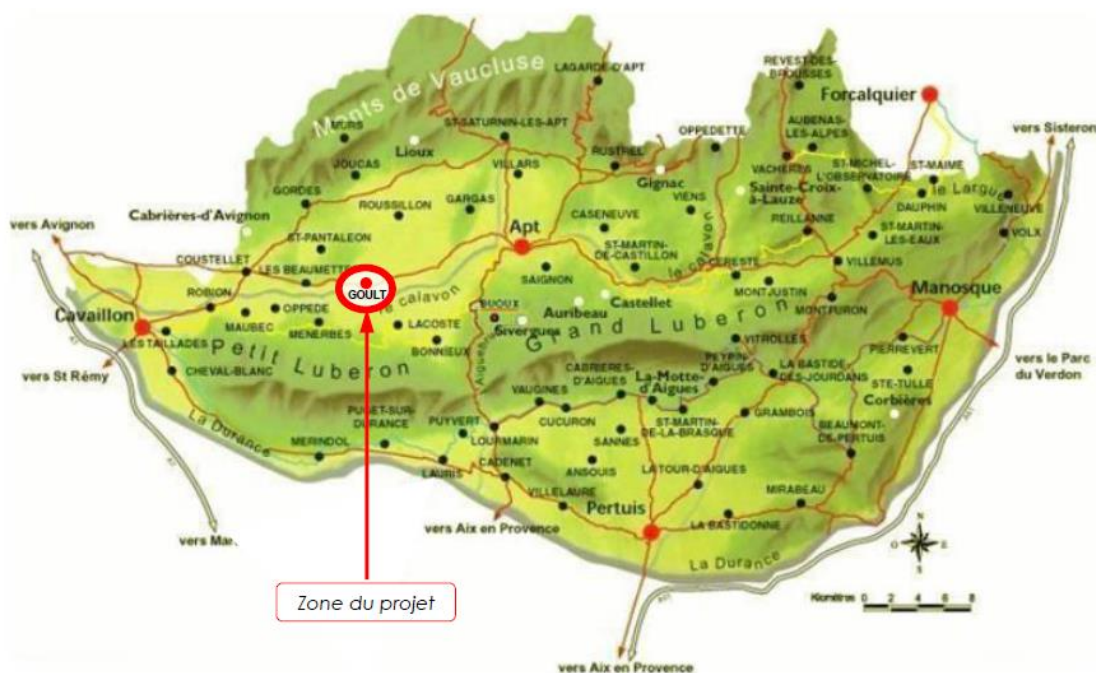 Monts de Vaucluse
LAGARDE-D'APT
REVEST-DES-
BROUSSES
Forcalquier
MURS
ST-SATURNIN-LES-APT
Lioux
OPPEDETTE
AUBENAS-
LES-ALPES
vers Sisteron
JOUCAS
VILLARS
RUSTREL
Gignac
VACHERES
ST-MICHEL-
L'OBSERVATOIRE
ST-MAIME
GORDES
ROUSSILLON
GARGAS
VIENS
Sainte-Croix-
à-Lauze
le Largue
DAUPHIN
VILLENEUVE
vers Avignon
Cabrières-d'Avignon
Apt
CASENEUVE
REILLANNE
ST-MARTIN-
LES-EAUX
VOLX
ST-PANTALEON
ST-MARTIN-
DE-CASTILLON
le calavon
COUSTELLET
LES BEAUMETTE
SAIGNON
CERESTE
VILLEMUS
ROBION
GOULT
le calavon
Castellet
MONTJUSTIN
Manosque
Cavaillon
OPPEDE
MAUBEC
MENERBES
LACOSTE
BUOUX
Sivergues
Auribeau
MONTFURON
LES TAILLADES
BONNIEUX
Grand Luberon
VITROLLES
PIERREVERT
Petit Luberon
vers St Rémy
CHEVAL-BLANC
PEYPIN-
D'AIGUES
LA BASTIDE-
DES-JOURDANS
vers le Parc
du Verdon
CABRIERES-
D'AIGUES
La-Motte-
d'Aigues
VAUGINES
STE-TULLE
Corbières
La Durance
PUGET-SUR-
DURANCE
PUYVERT
CUCURON
ST-MARTIN-
DE-LA-BRASQUE
GRAMBOIS
BEAUMONT-
DE-PERTUIS
MERINDOL
LOURMARIN
SANNES
LAURIS
CADENET
ANSOUIS
LA TOUR-D'AIGUES
VILLELAURE
MIRABEAU
Pertuis
vers Aix en Provence
LA BASTIDONNE
vers Mar.
La Durance
N
O
E
S
Zone du projet
Kilomètres
0 2 4 6 8
vers Aix en Provence